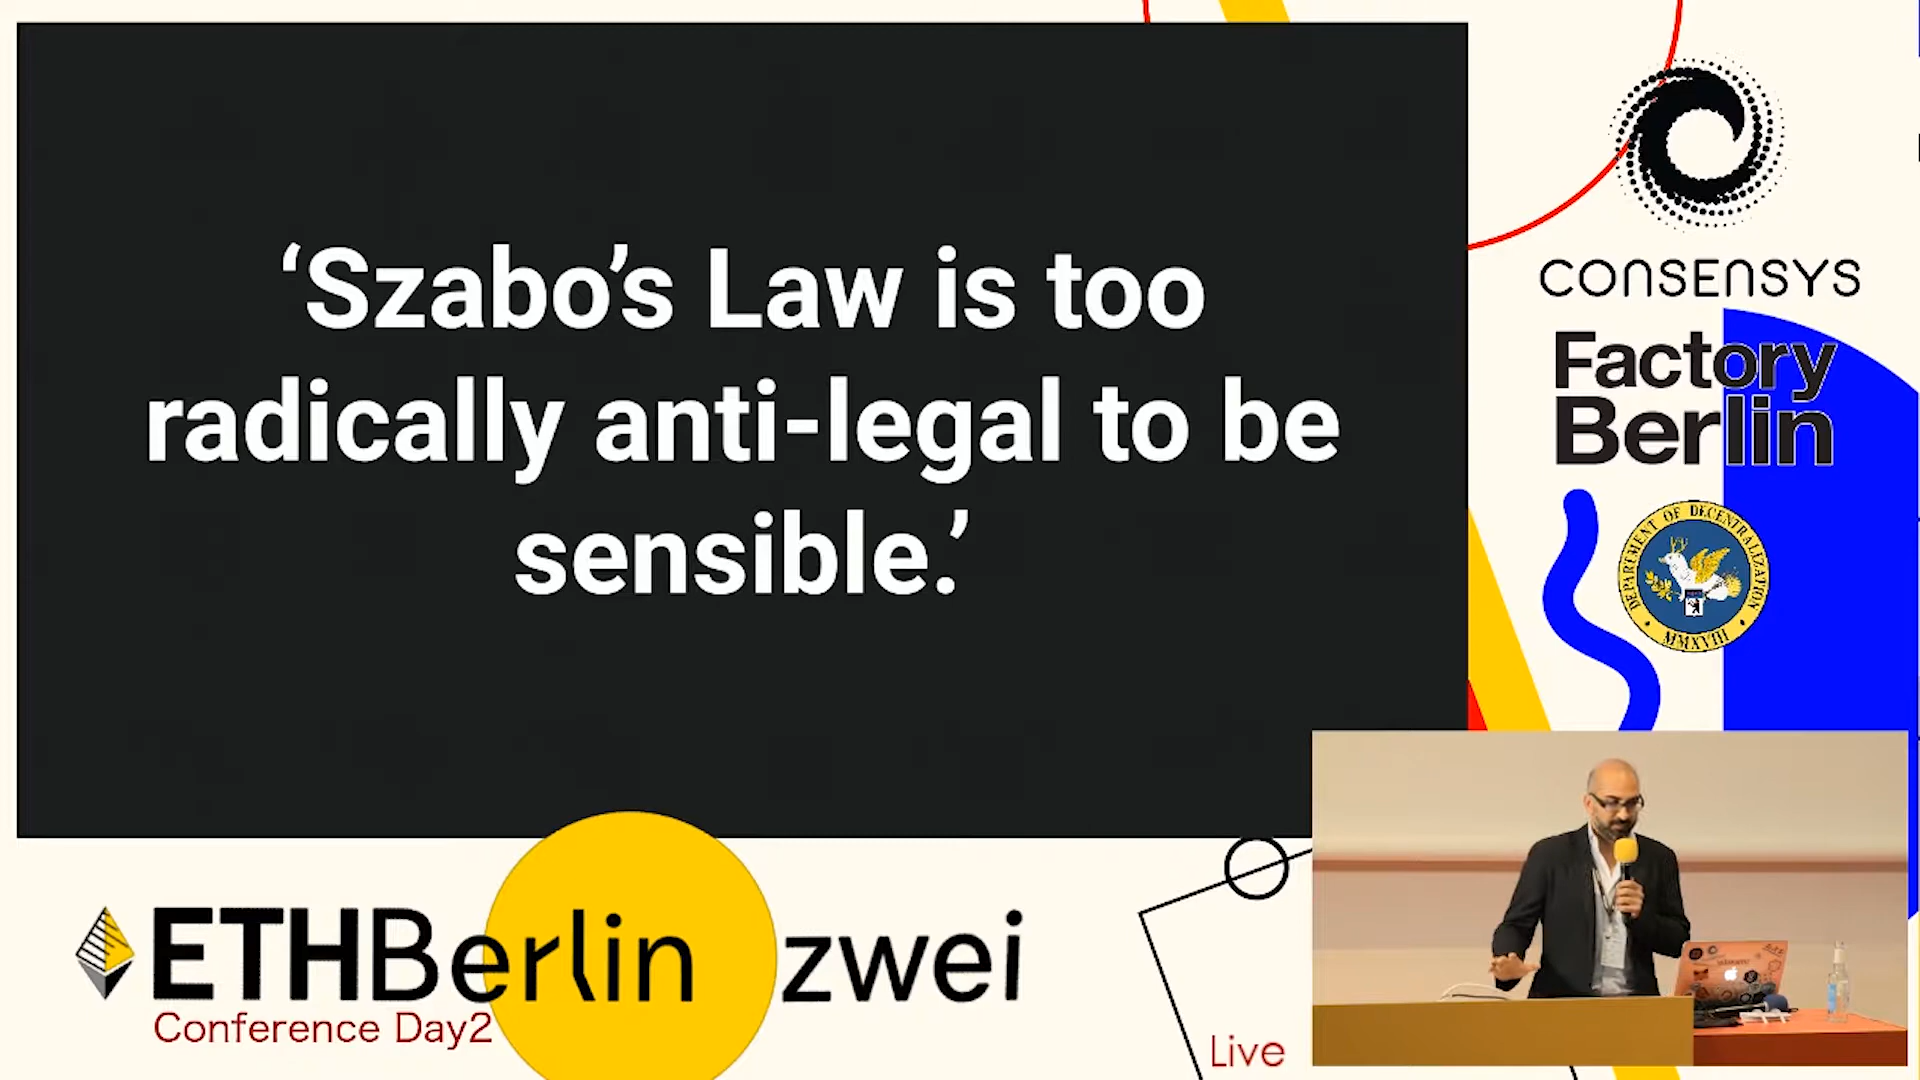 ‘Szabo’s Law is too
radically anti-legal to be
sensible.’
CONSENSYS
Factory
Berlin
DEPARTMENT OF DECENTRALIZATION
MMXVIII
ETHBerlin zwei
Conference Day2
Live